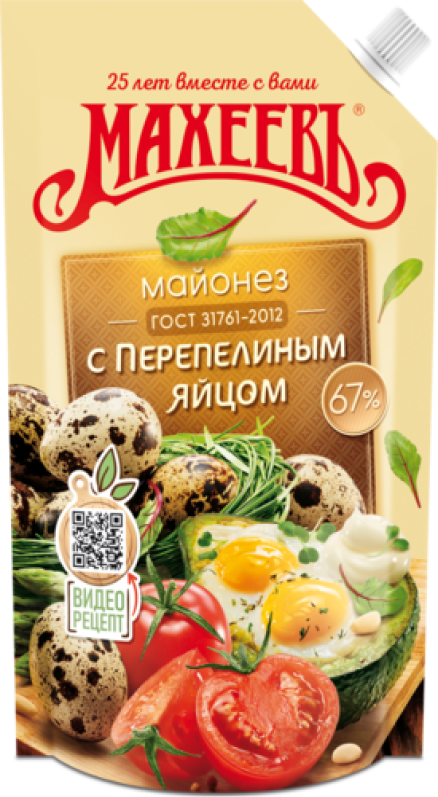 25 лет вместе с вами
МАХЕЕВЪ®
майонез
ГОСТ 31761-2012
с Перепелиным
яйцом
67%
ВИДЕО
РЕЦЕПТ